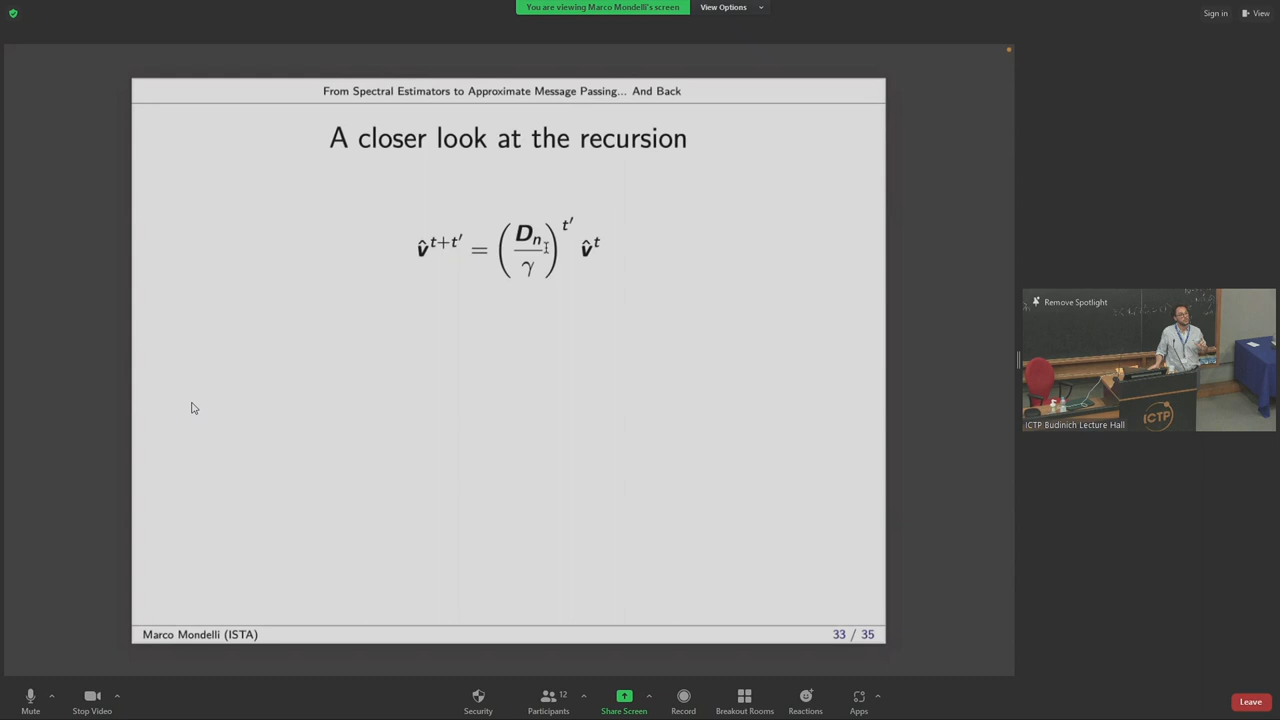 You are viewing Marco Mondelli's screen
View Options
Sign in
View
From Spectral Estimators to Approximate Message Passing... And Back
A closer look at the recursion
v̂^{t+t'} = (D_n / γ)^{t'} v̂^t
Marco Mondelli (ISTA)
33 / 35
Remove Spotlight
ICTP
ICTP Budinich Lecture Hall
Mute
Stop Video
Security
Participants
12
Share Screen
Record
Breakout Rooms
Reactions
Apps
Leave